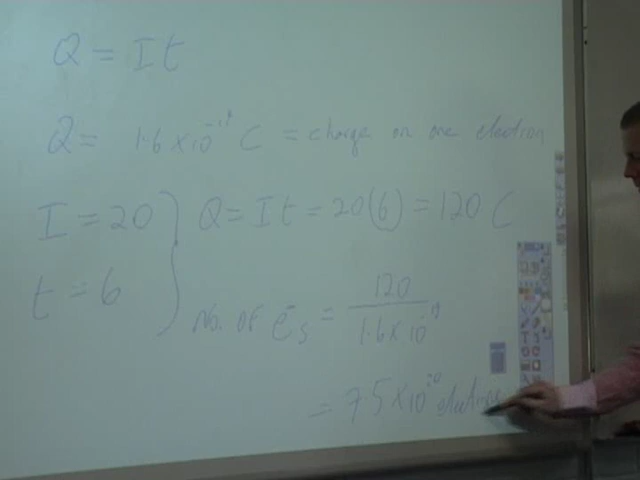 Q = It
Q = 1.6 x 10⁻¹⁹ C = charge on one electron
I = 20 } Q = It = 20(6) = 120 C
t = 6
No. OF e⁻s = 120 / 1.6 x 10⁻¹⁹
= 7.5 x 10²⁰ electrons